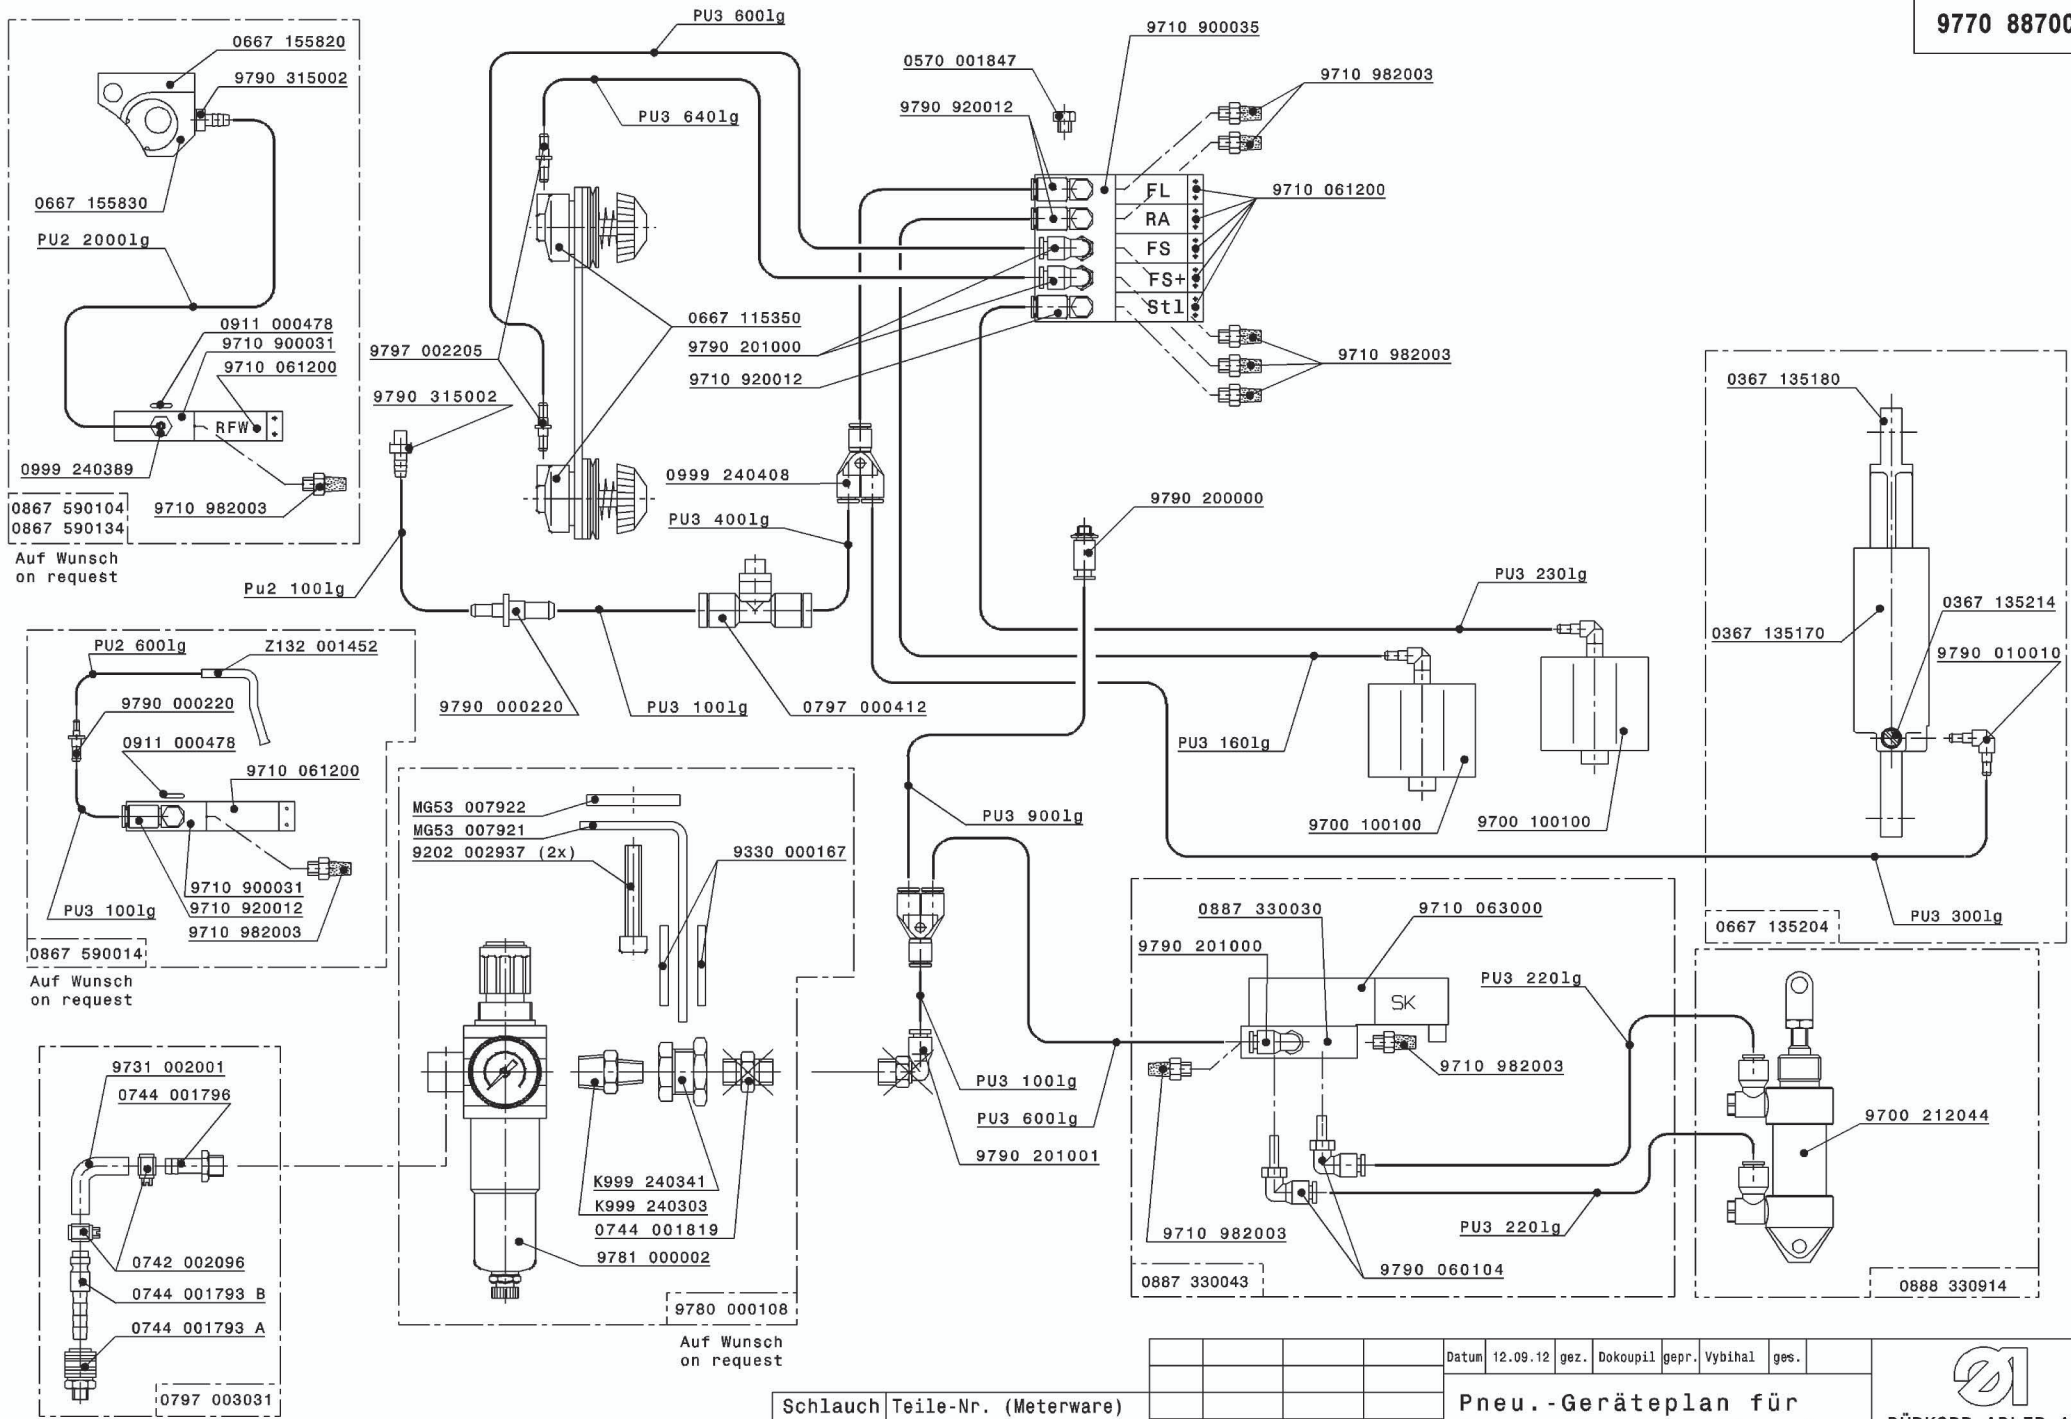 9770 88700
0667 155820
9790 315002
0667 155830
PU2 2000lg
0911 000478
9710 900031
9710 061200
RFW
0999 240389
9710 982003
0867 590104
0867 590134
Auf Wunsch
on request
PU3 600lg
PU3 640lg
9797 002205
9790 315002
0667 115350
9790 201000
9710 920012
0570 001847
9790 920012
9710 900035
9710 982003
FL
RA
FS
FS+
Stl
9710 061200
9710 982003
0999 240408
PU3 400lg
Pu2 100lg
9790 000220
PU3 100lg
0797 000412
9790 200000
PU3 230lg
PU3 160lg
9700 100100
9700 100100
0367 135180
0367 135214
0367 135170
9790 010010
PU3 300lg
0667 135204
PU2 600lg
Z132 001452
9790 000220
0911 000478
9710 061200
9710 900031
9710 920012
9710 982003
PU3 100lg
0867 590014
Auf Wunsch
on request
MG53 007922
MG53 007921
9202 002937 (2x)
9330 000167
K999 240341
K999 240303
0744 001819
9781 000002
9780 000108
Auf Wunsch
on request
PU3 900lg
PU3 100lg
PU3 600lg
9790 201001
0887 330030
9710 063000
9790 201000
SK
9710 982003
9710 982003
9790 060104
0887 330043
PU3 220lg
PU3 220lg
9700 212044
0888 330914
9731 002001
0744 001796
0742 002096
0744 001793 B
0744 001793 A
0797 003031
Schlauch Teile-Nr. (Meterware)
Datum 12.09.12 gez. Dokoupil gepr. Vybihal ges.
Pneu.-Geräteplan für